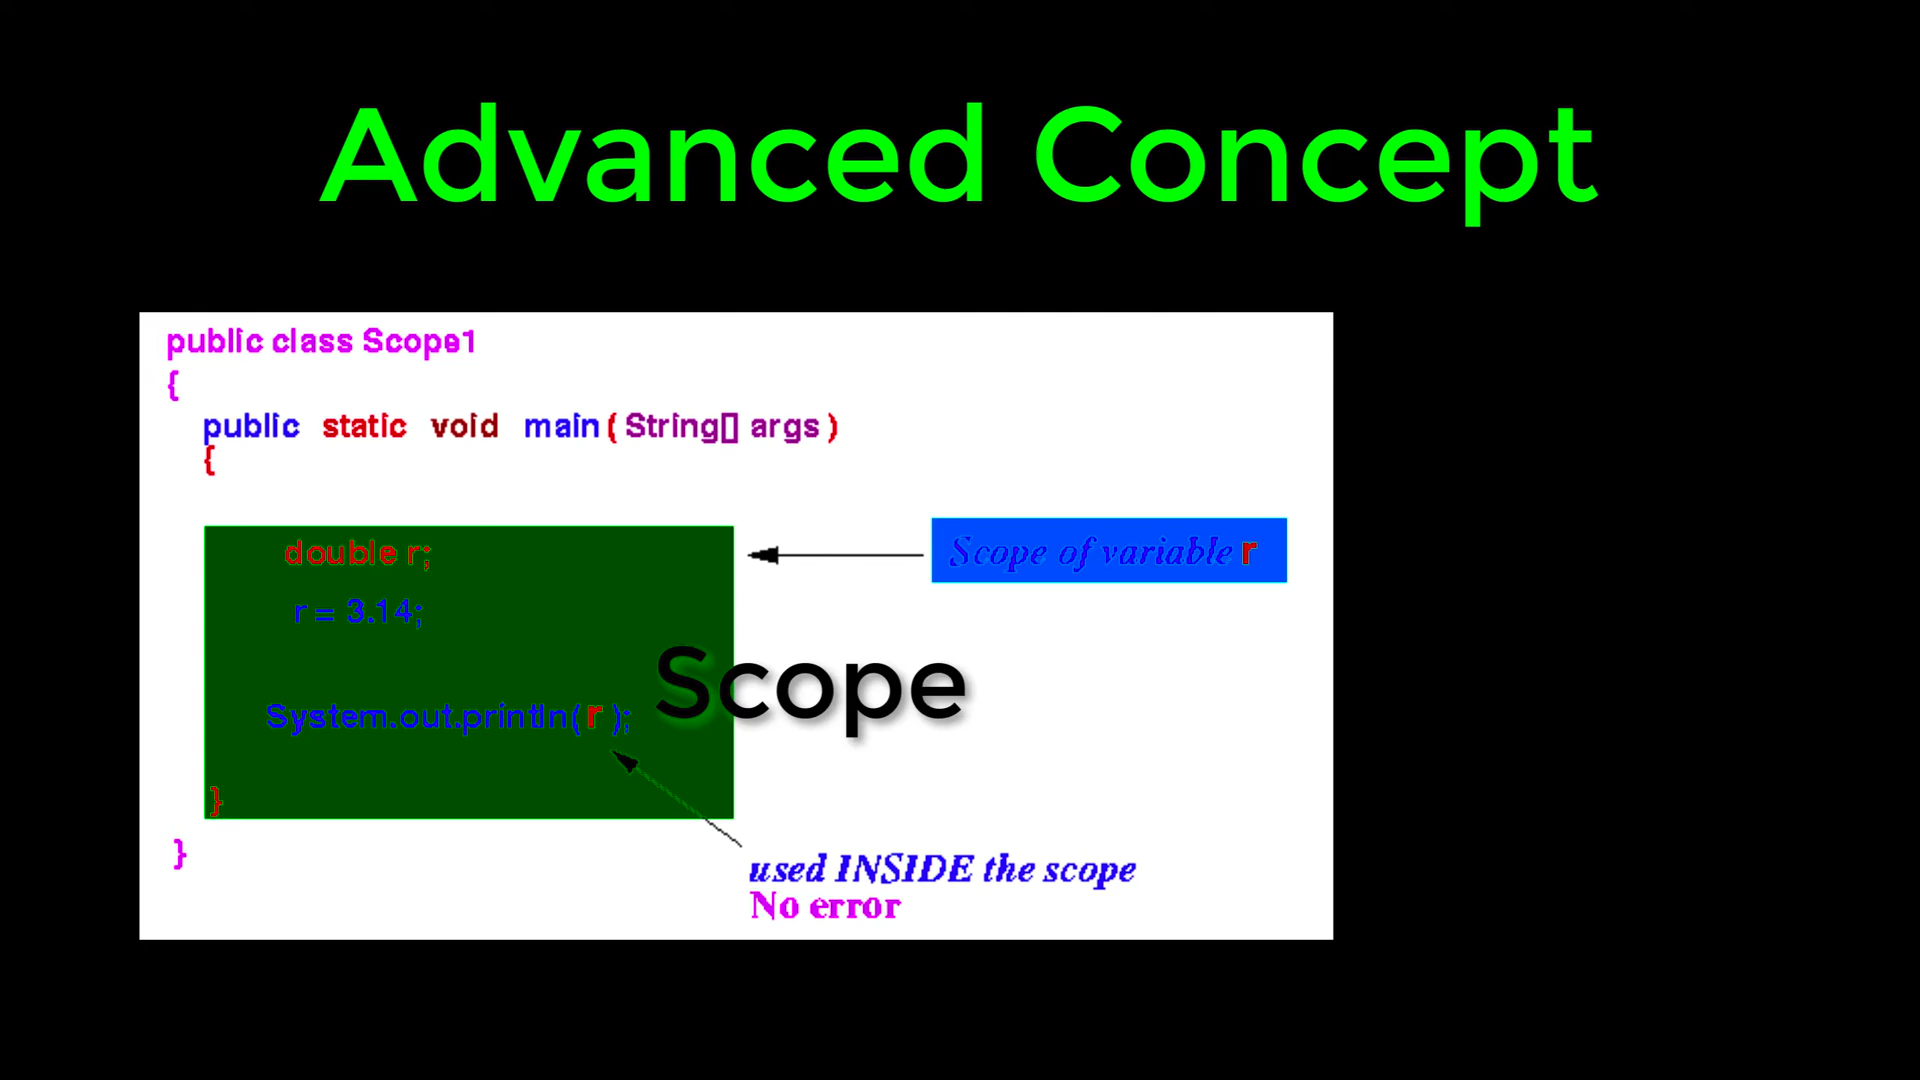 Advanced Concept
public class Scope1
{
public static void main( String[] args )
{
double r;
Scope of variable r
r = 3.14;
Scope
System.out.println( r );
}
}
used INSIDE the scope
No error